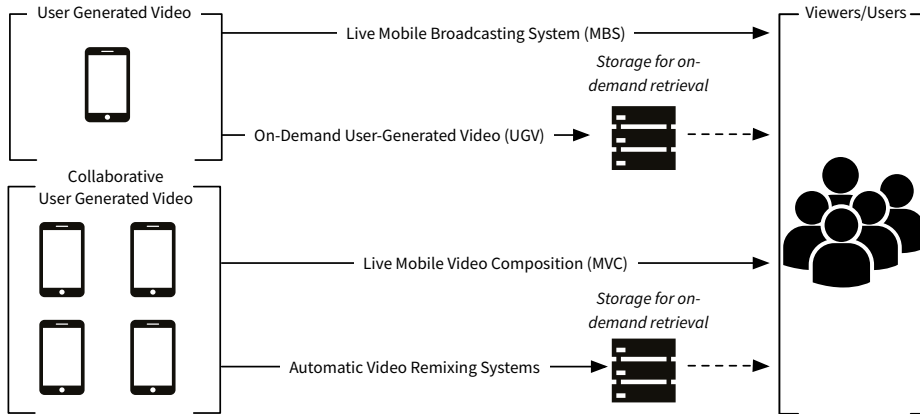 User Generated Video
Viewers/Users
Live Mobile Broadcasting System (MBS)
Storage for on-
demand retrieval
On-Demand User-Generated Video (UGV)
Collaborative
User Generated Video
Live Mobile Video Composition (MVC)
Storage for on-
demand retrieval
Automatic Video Remixing Systems